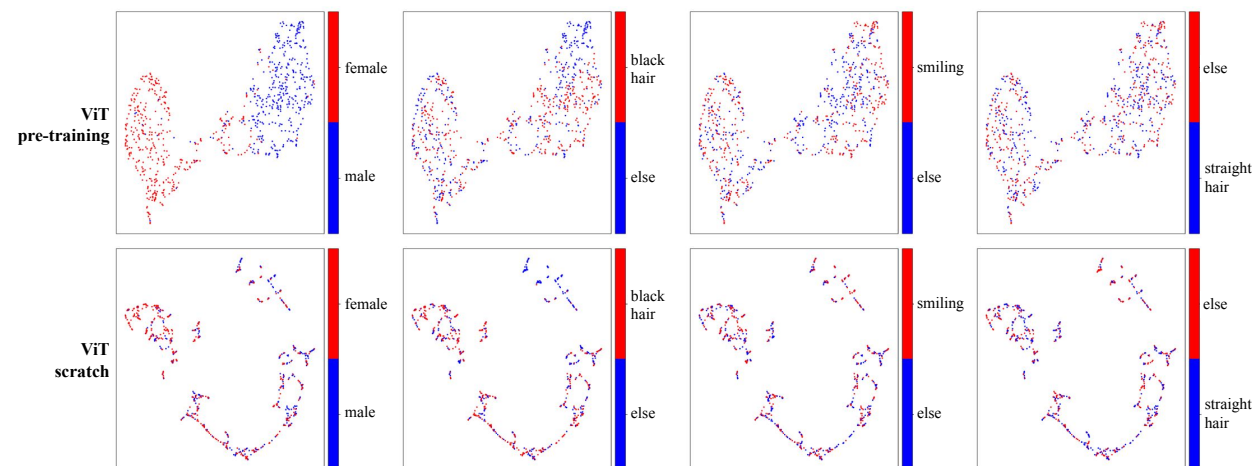 ViT
pre-training
female
male
black
hair
else
smiling
else
else
straight
hair
ViT
scratch
female
male
black
hair
else
smiling
else
else
straight
hair